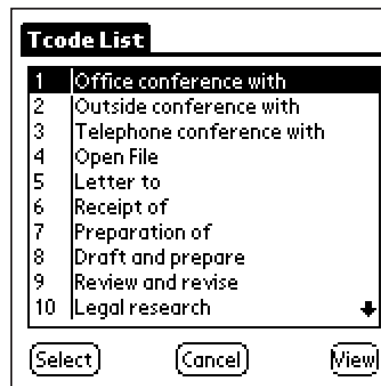 Tcode List
1 Office conference with
2 Outside conference with
3 Telephone conference with
4 Open File
5 Letter to
6 Receipt of
7 Preparation of
8 Draft and prepare
9 Review and revise
10 Legal research
Select Cancel View